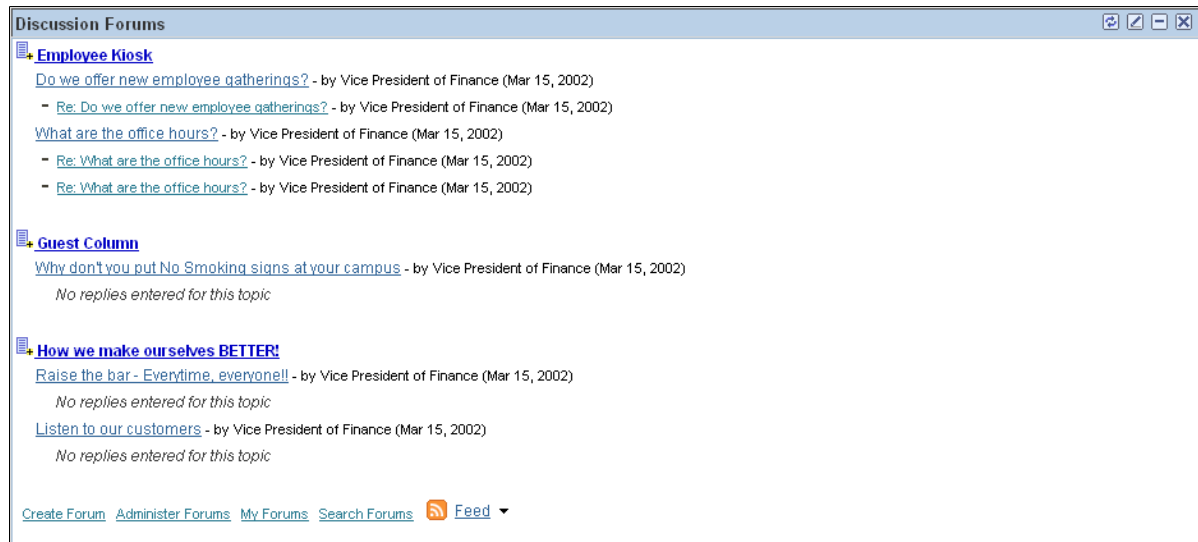 Discussion Forums
Employee Kiosk
Do we offer new employee gatherings? - by Vice President of Finance (Mar 15, 2002)
- Re: Do we offer new employee gatherings? - by Vice President of Finance (Mar 15, 2002)
What are the office hours? - by Vice President of Finance (Mar 15, 2002)
- Re: What are the office hours? - by Vice President of Finance (Mar 15, 2002)
- Re: What are the office hours? - by Vice President of Finance (Mar 15, 2002)
Guest Column
Why don't you put No Smoking signs at your campus - by Vice President of Finance (Mar 15, 2002)
No replies entered for this topic
How we make ourselves BETTER!
Raise the bar - Everytime, everyone!! - by Vice President of Finance (Mar 15, 2002)
No replies entered for this topic
Listen to our customers - by Vice President of Finance (Mar 15, 2002)
No replies entered for this topic
Create Forum Administer Forums My Forums Search Forums Feed